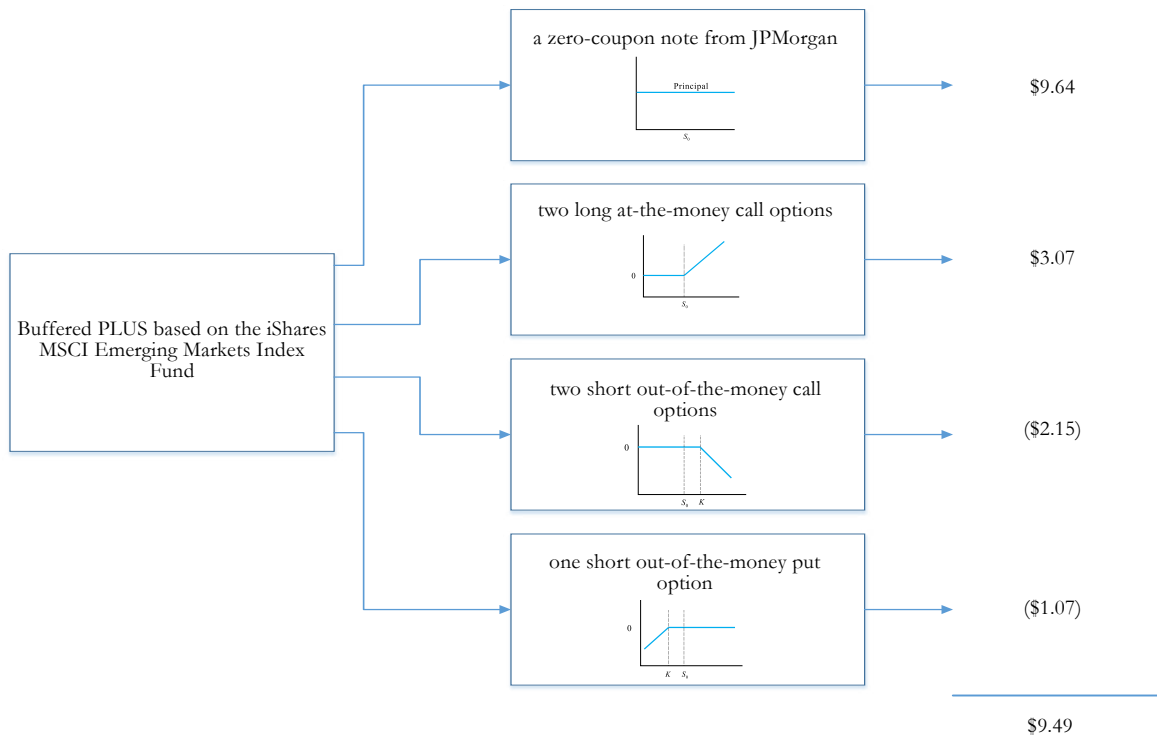 a zero-coupon note from JPMorgan
Principal
S₀
$9.64
two long at-the-money call options
0
S₀
$3.07
Buffered PLUS based on the iShares
MSCI Emerging Markets Index
Fund
two short out-of-the-money call
options
0
S₀ K
($2.15)
one short out-of-the-money put
option
0
K S₀
($1.07)
$9.49